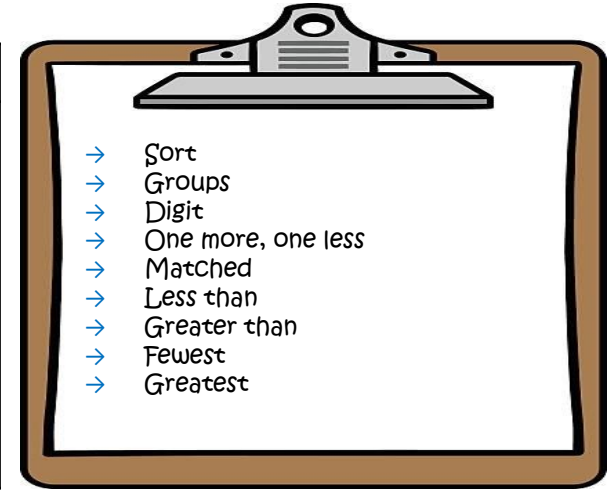 → Sort
→ Groups
→ Digit
→ One more, one less
→ Matched
→ Less than
→ Greater than
→ Fewest
→ Greatest